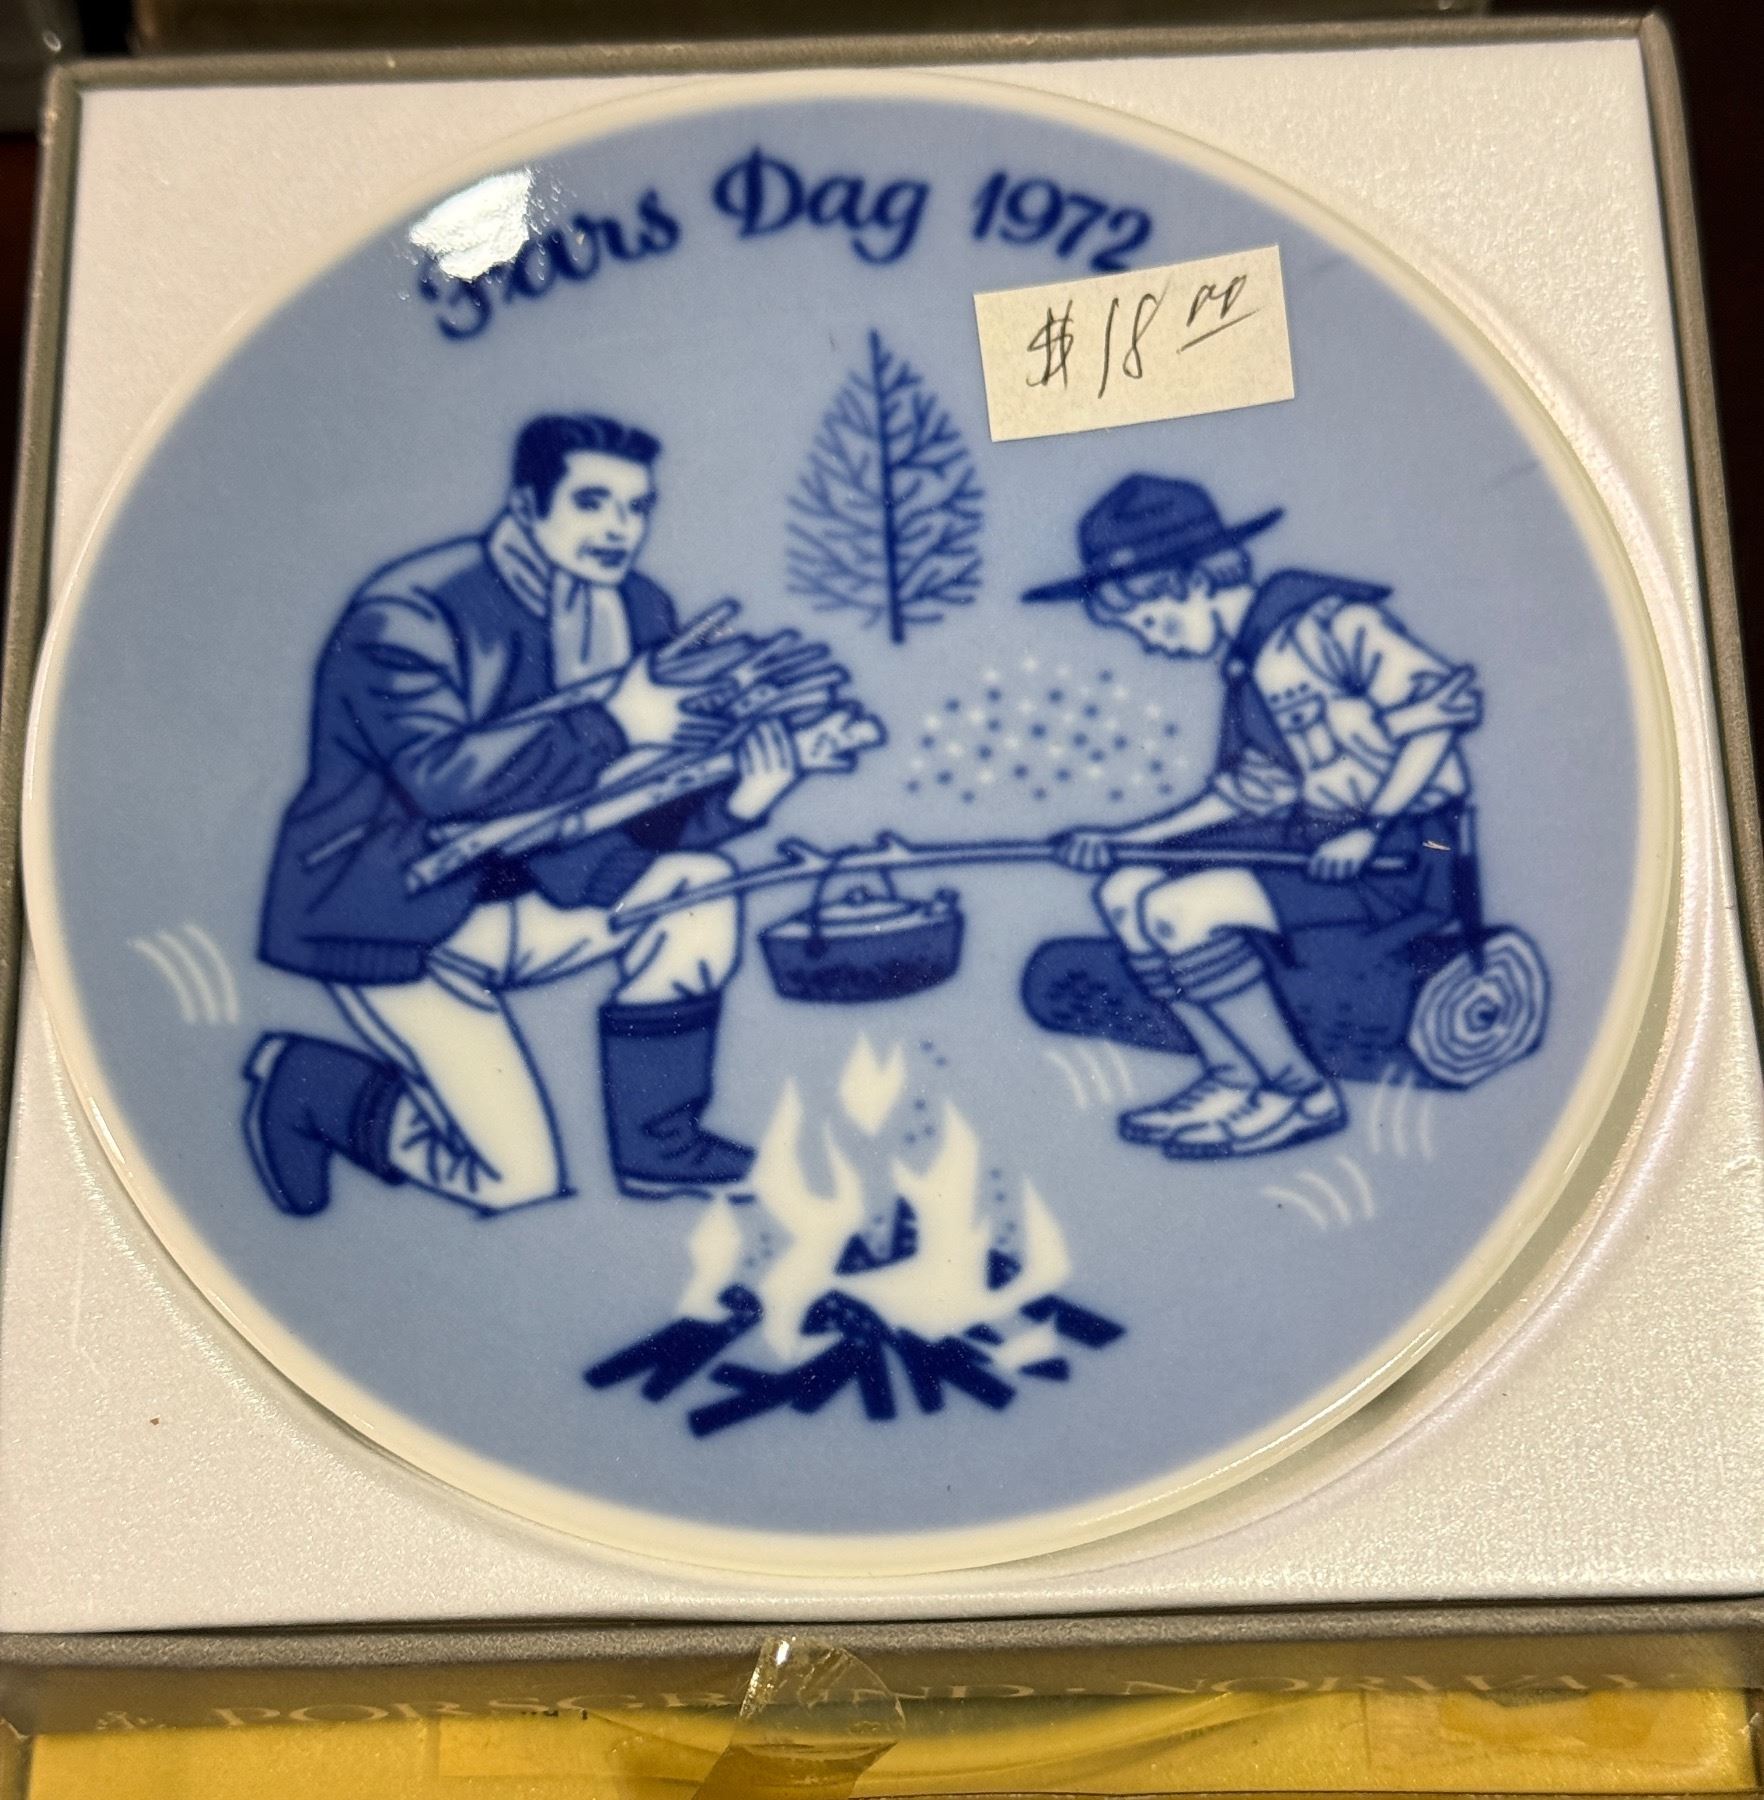 Fars Dag 1972
$18.00
PORSGRUND · NORWAY